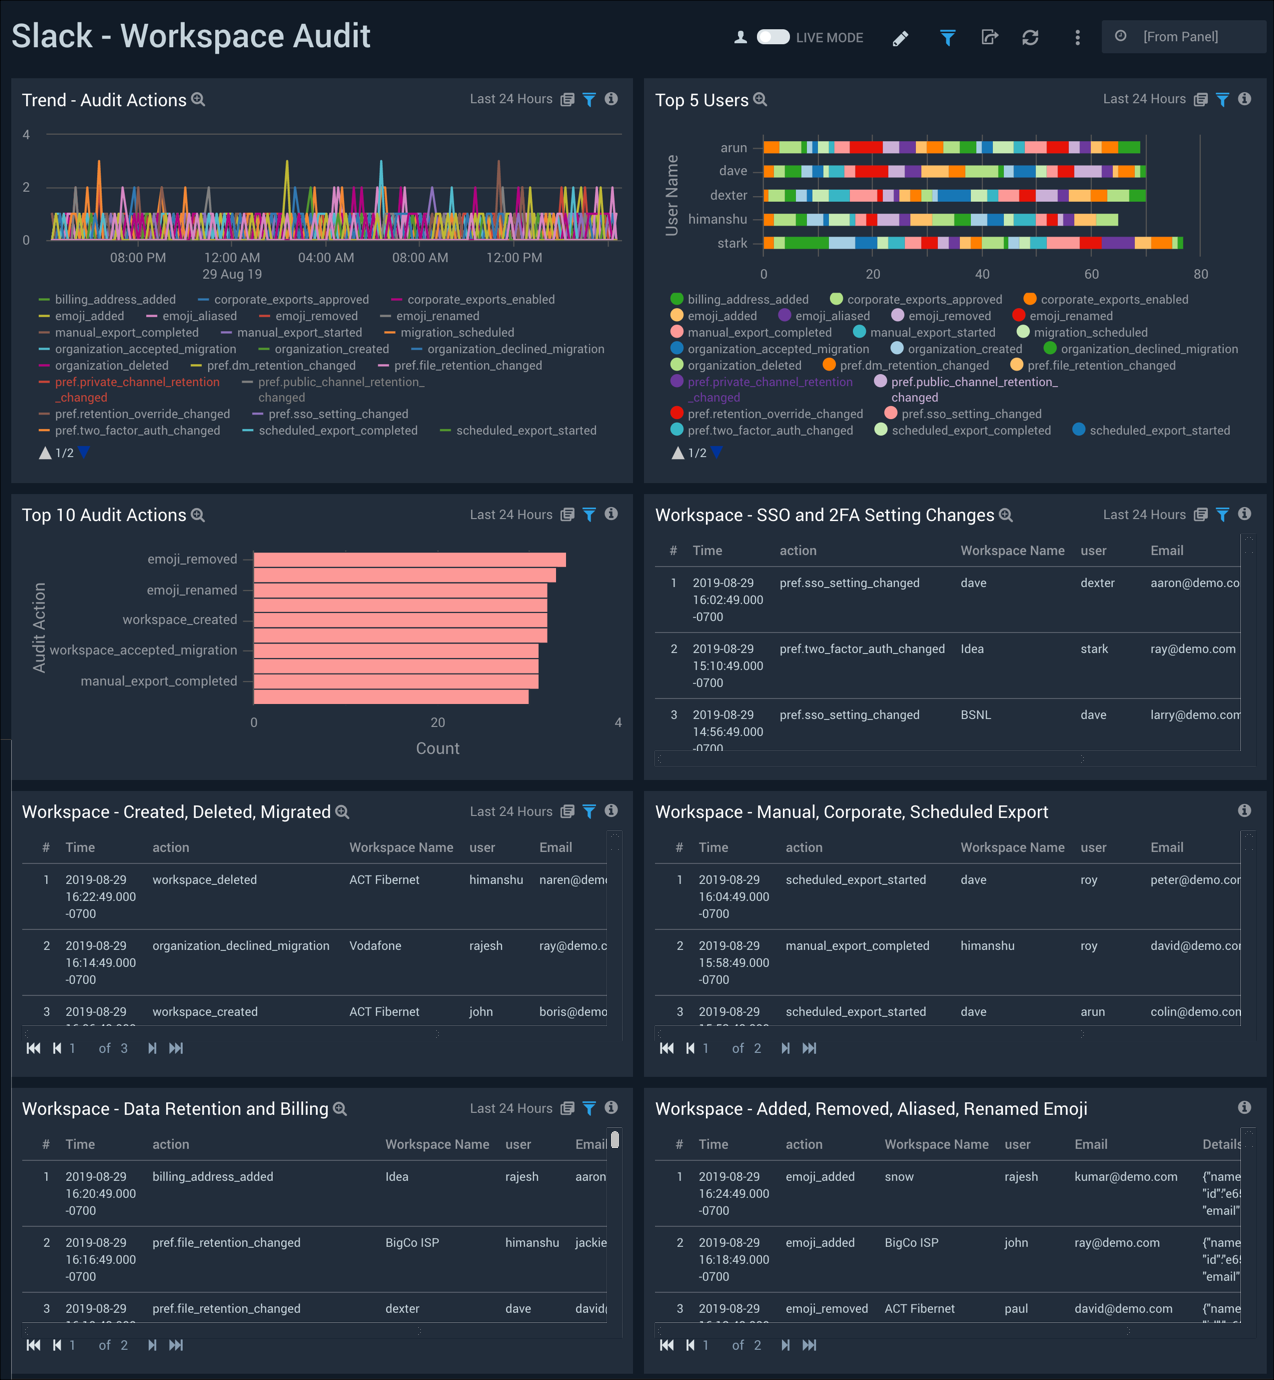 Slack - Workspace Audit
LIVE MODE
[From Panel]
Trend - Audit Actions
Last 24 Hours
4
2
0
08:00 PM 12:00 AM 04:00 AM 08:00 AM 12:00 PM
29 Aug 19
billing_address_added corporate_exports_approved corporate_exports_enabled
emoji_added emoji_aliased emoji_removed emoji_renamed
manual_export_completed manual_export_started migration_scheduled
organization_accepted_migration organization_created organization_declined_migration
organization_deleted pref.dm_retention_changed pref.file_retention_changed
pref.private_channel_retention pref.public_channel_retention_
_changed changed
pref.retention_override_changed pref.sso_setting_changed
pref.two_factor_auth_changed scheduled_export_completed scheduled_export_started
1/2
Top 5 Users
Last 24 Hours
User Name
arun
dave
dexter
himanshu
stark
0 20 40 60 80
billing_address_added corporate_exports_approved corporate_exports_enabled
emoji_added emoji_aliased emoji_removed emoji_renamed
manual_export_completed manual_export_started migration_scheduled
organization_accepted_migration organization_created organization_declined_migration
organization_deleted pref.dm_retention_changed pref.file_retention_changed
pref.private_channel_retention pref.public_channel_retention_
_changed changed
pref.retention_override_changed pref.sso_setting_changed
pref.two_factor_auth_changed scheduled_export_completed scheduled_export_started
1/2
Top 10 Audit Actions
Last 24 Hours
Audit Action
emoji_removed
emoji_renamed
workspace_created
workspace_accepted_migration
manual_export_completed
0 20 4
Count
Workspace - SSO and 2FA Setting Changes
Last 24 Hours
# Time action Workspace Name user Email
1 2019-08-29 pref.sso_setting_changed dave dexter aaron@demo.co
16:02:49.000
-0700
2 2019-08-29 pref.two_factor_auth_changed Idea stark ray@demo.com
15:10:49.000
-0700
3 2019-08-29 pref.sso_setting_changed BSNL dave larry@demo.com
14:56:49.000
-0700
Workspace - Created, Deleted, Migrated
Last 24 Hours
# Time action Workspace Name user Email
1 2019-08-29 workspace_deleted ACT Fibernet himanshu naren@demo
16:22:49.000
-0700
2 2019-08-29 organization_declined_migration Vodafone rajesh ray@demo.c
16:14:49.000
-0700
3 2019-08-29 workspace_created ACT Fibernet john boris@demo
1 of 3
Workspace - Manual, Corporate, Scheduled Export
# Time action Workspace Name user Email
1 2019-08-29 scheduled_export_started dave roy peter@demo.cor
16:04:49.000
-0700
2 2019-08-29 manual_export_completed himanshu roy david@demo.cor
15:58:49.000
-0700
3 2019-08-29 scheduled_export_started dave arun colin@demo.com
1 of 2
Workspace - Data Retention and Billing
Last 24 Hours
# Time action Workspace Name user Email
1 2019-08-29 billing_address_added Idea rajesh aaron
16:20:49.000
-0700
2 2019-08-29 pref.file_retention_changed BigCo ISP himanshu jackie
16:16:49.000
-0700
3 2019-08-29 pref.file_retention_changed dexter dave david
1 of 2
Workspace - Added, Removed, Aliased, Renamed Emoji
# Time action Workspace Name user Email Details
1 2019-08-29 emoji_added snow rajesh kumar@demo.com {"name
16:24:49.000 "id":"e65
-0700 "email"
2 2019-08-29 emoji_added BigCo ISP john ray@demo.com {"name
16:18:49.000 "id":"e65
-0700 "email"
3 2019-08-29 emoji_removed ACT Fibernet paul david@demo.com {"name
1 of 2